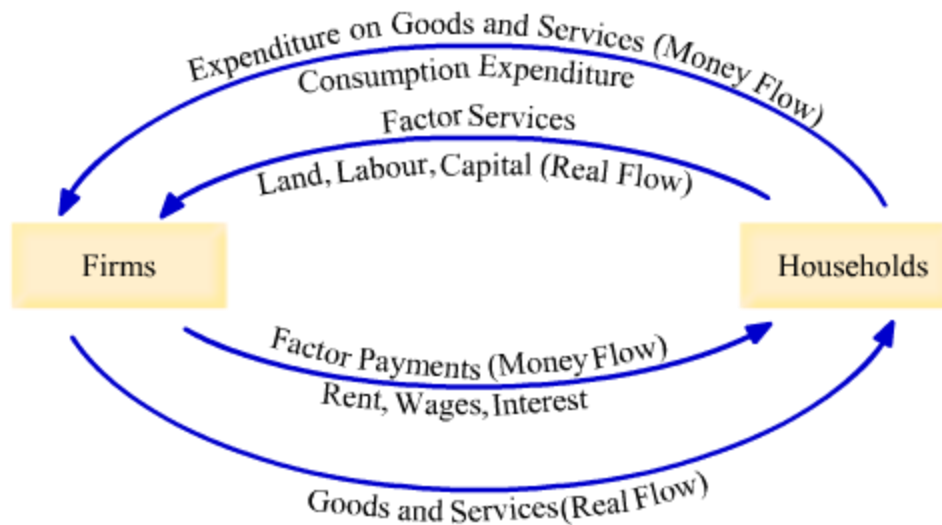 Expenditure on Goods and Services (Money Flow)
Consumption Expenditure
Factor Services
Land, Labour, Capital (Real Flow)
Firms
Households
Factor Payments (Money Flow)
Rent, Wages, Interest
Goods and Services(Real Flow)